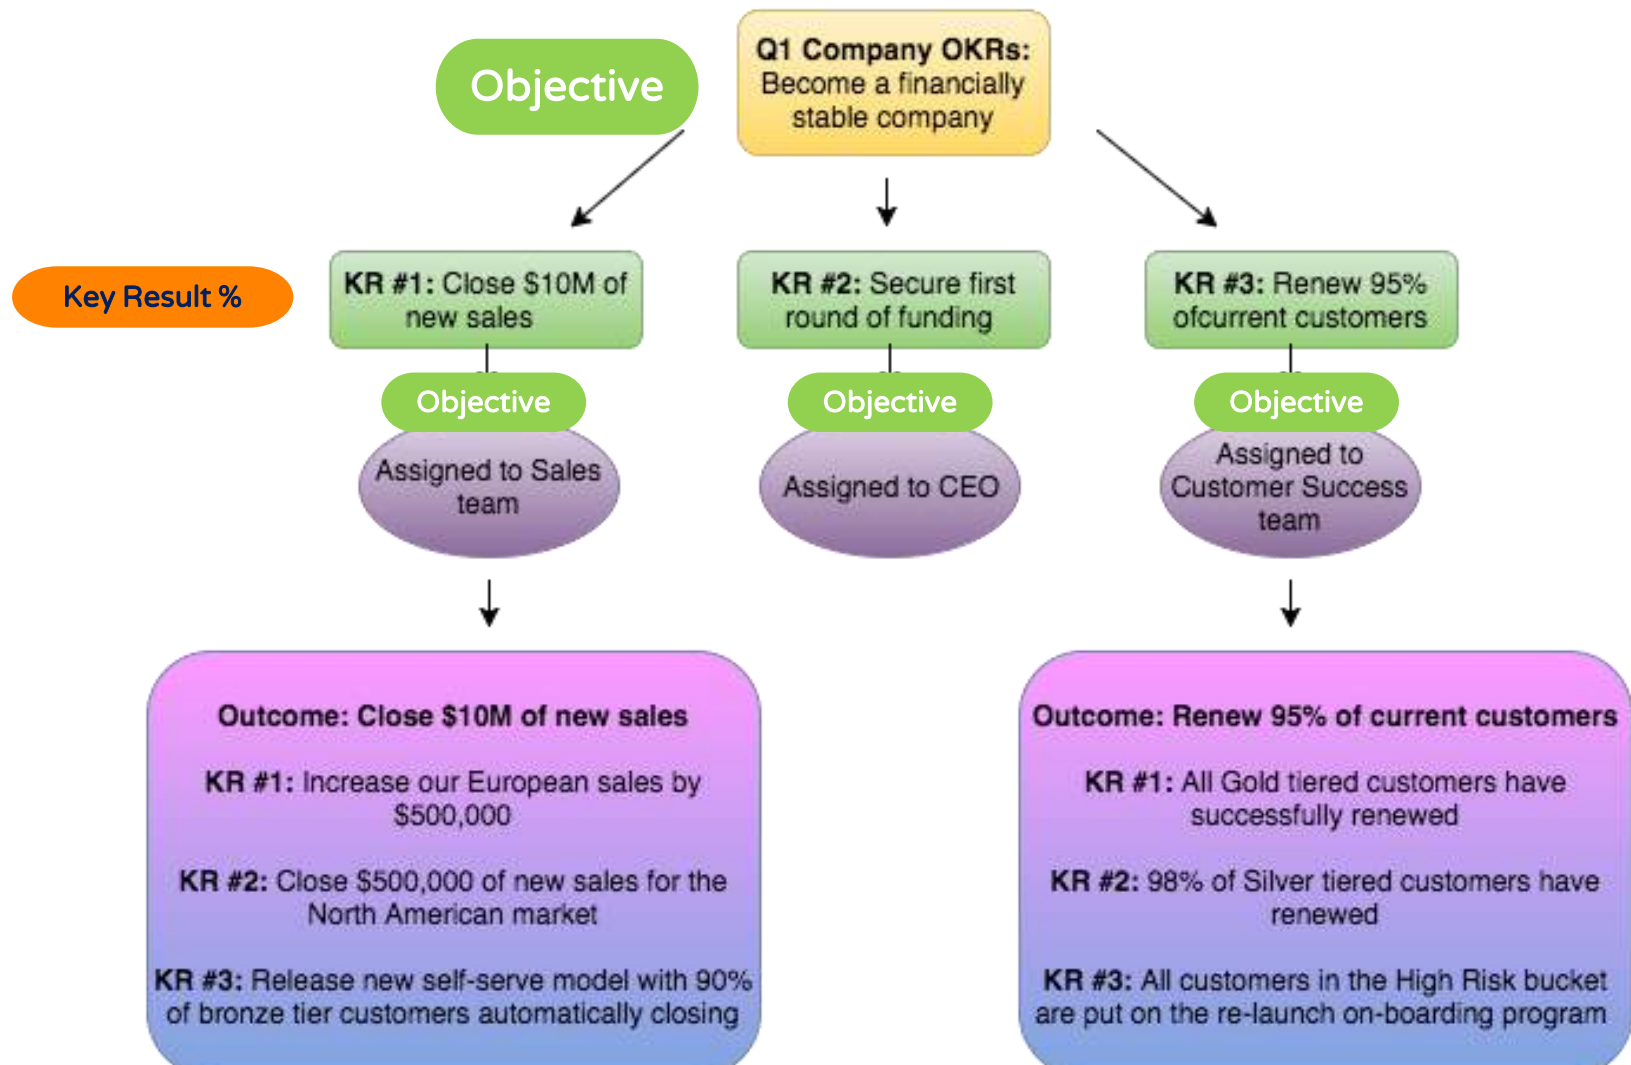 Objective
Q1 Company OKRs:
Become a financially
stable company
Key Result %
KR #1: Close $10M of
new sales
KR #2: Secure first
round of funding
KR #3: Renew 95%
ofcurrent customers
Objective
Objective
Objective
Assigned to Sales
team
Assigned to CEO
Assigned to
Customer Success
team
Outcome: Close $10M of new sales
KR #1: Increase our European sales by
$500,000
KR #2: Close $500,000 of new sales for the
North American market
KR #3: Release new self-serve model with 90%
of bronze tier customers automatically closing
Outcome: Renew 95% of current customers
KR #1: All Gold tiered customers have
successfully renewed
KR #2: 98% of Silver tiered customers have
renewed
KR #3: All customers in the High Risk bucket
are put on the re-launch on-boarding program